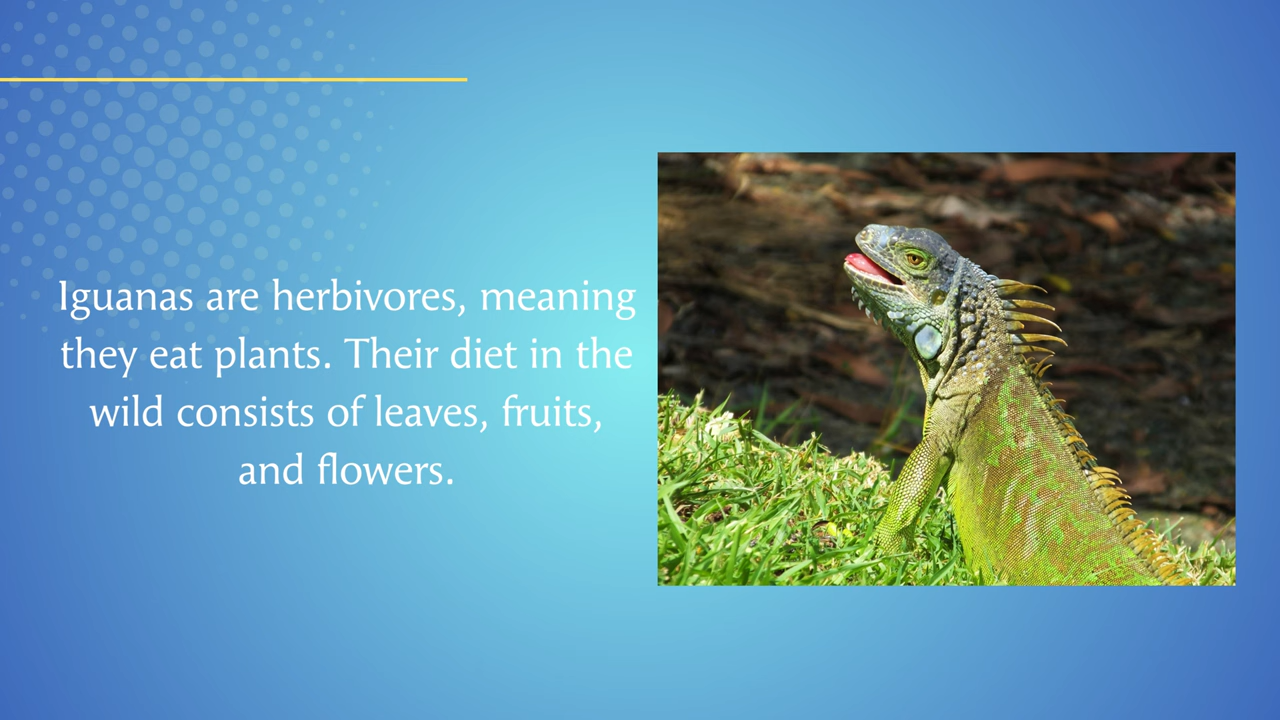 Iguanas are herbivores, meaning
they eat plants. Their diet in the
wild consists of leaves, fruits,
and flowers.